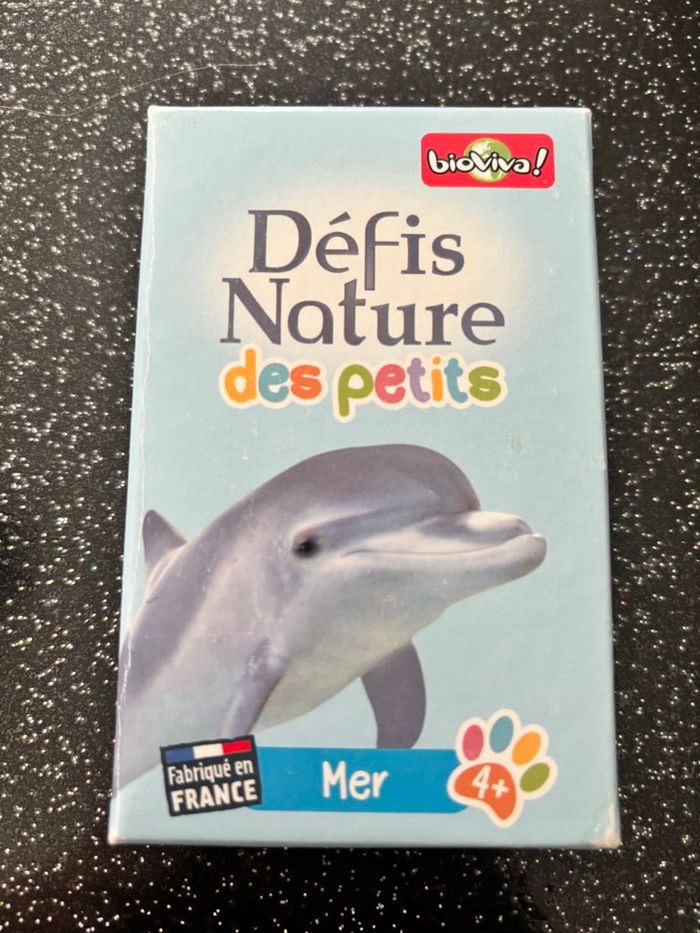 bioviva!
Défis
Nature
des petits
Fabriqué en
FRANCE
Mer
4+